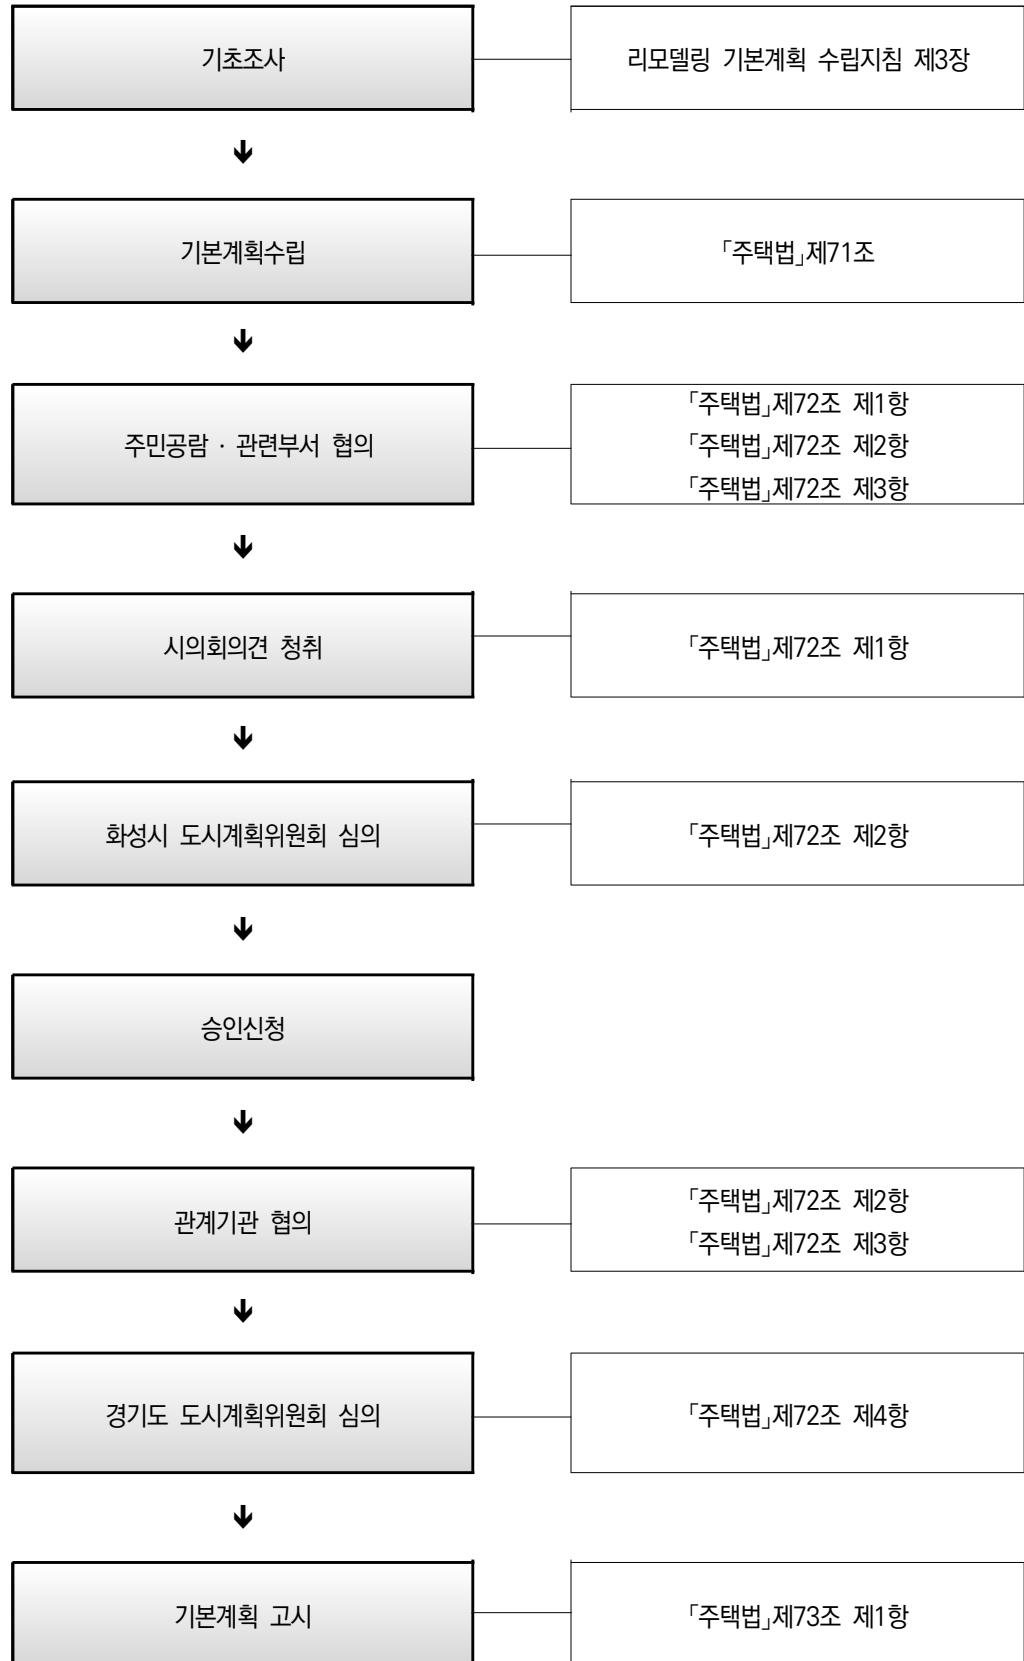 기초조사
리모델링 기본계획 수립지침 제3장
기본계획수립
「주택법」제71조
주민공람 · 관련부서 협의
「주택법」제72조 제1항
「주택법」제72조 제2항
「주택법」제72조 제3항
시의회의견 청취
「주택법」제72조 제1항
화성시 도시계획위원회 심의
「주택법」제72조 제2항
승인신청
관계기관 협의
「주택법」제72조 제2항
「주택법」제72조 제3항
경기도 도시계획위원회 심의
「주택법」제72조 제4항
기본계획 고시
「주택법」제73조 제1항